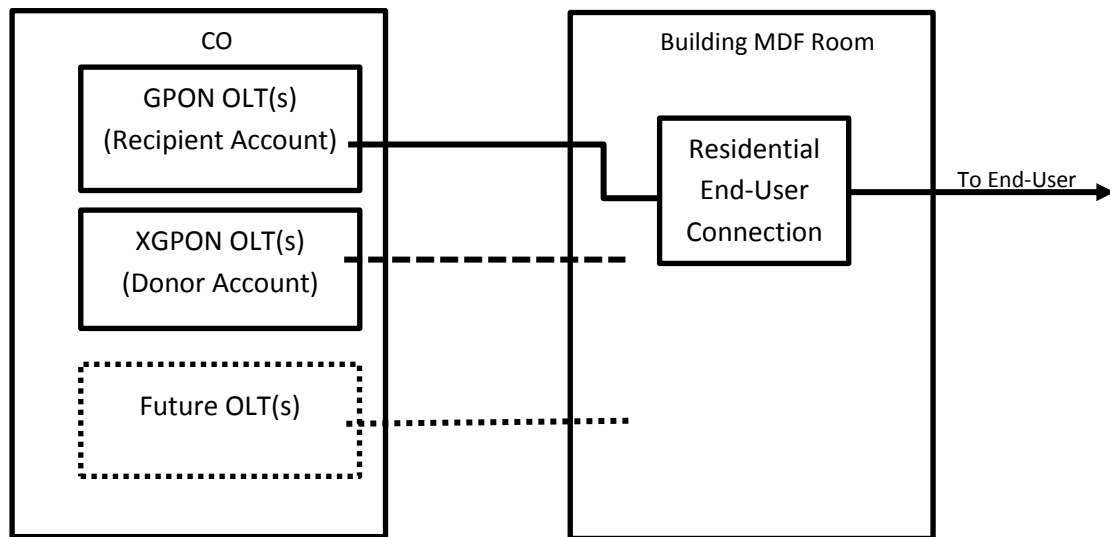 CO
GPON OLT(s)
(Recipient Account)
XGPON OLT(s)
(Donor Account)
Future OLT(s)
Building MDF Room
Residential
End-User
Connection
To End-User